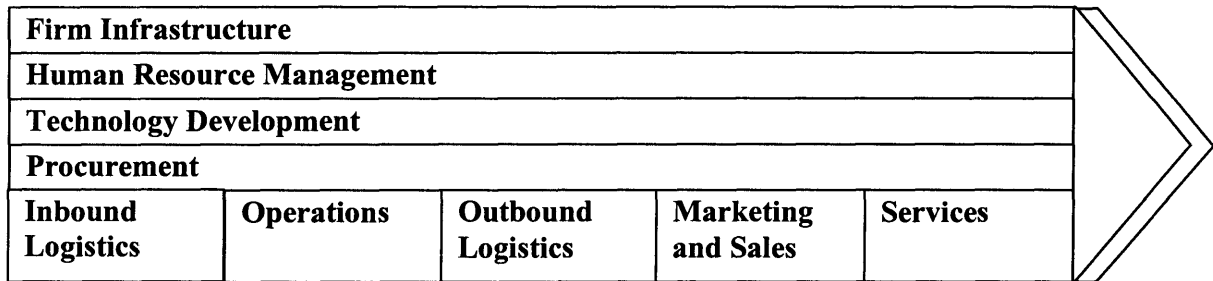 Firm Infrastructure
Human Resource Management
Technology Development
Procurement
Inbound
Logistics
Operations
Outbound
Logistics
Marketing
and Sales
Services